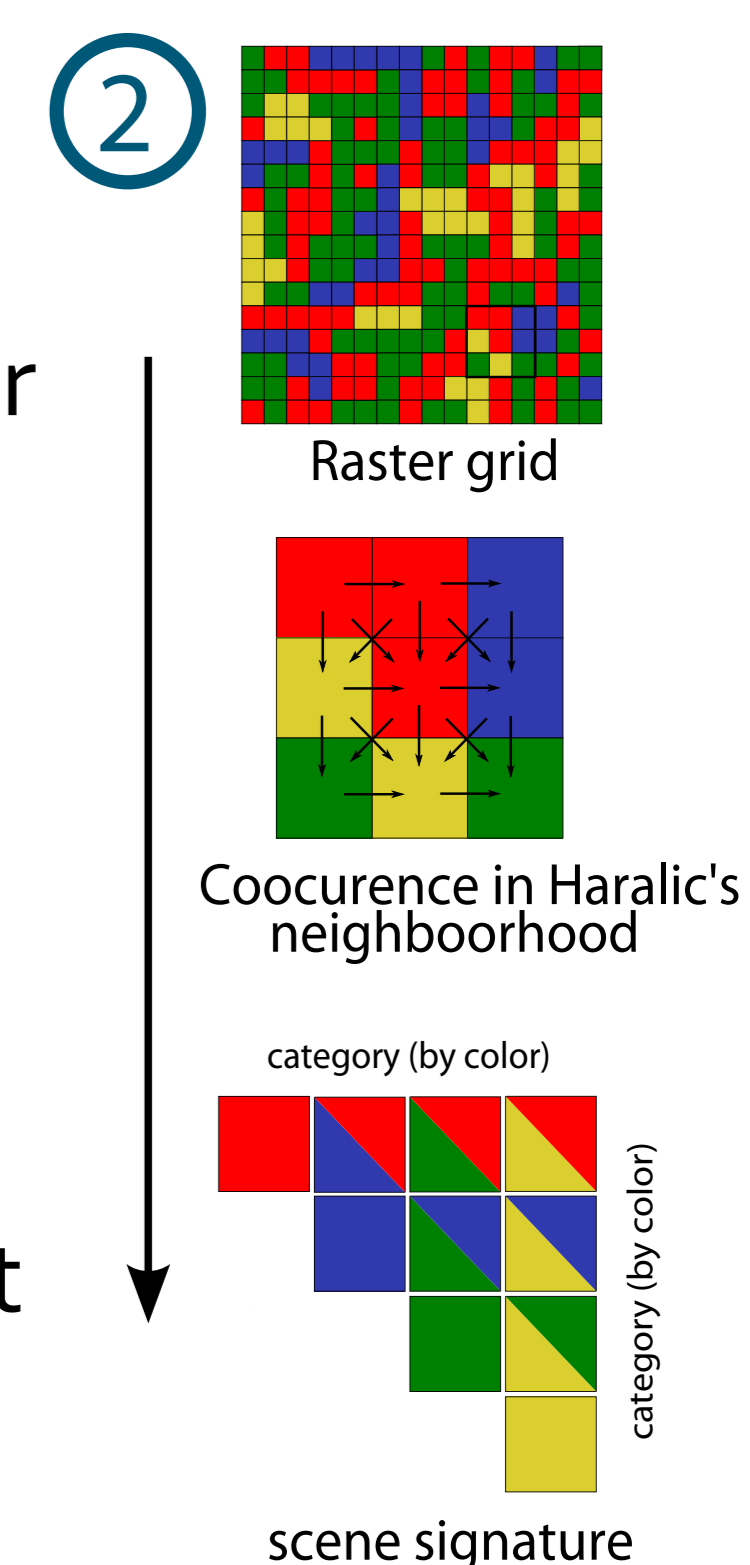 2
Raster grid
r
Coocurence in Haralic's
neighboorhood
category (by color)
category (by color)
t
scene signature